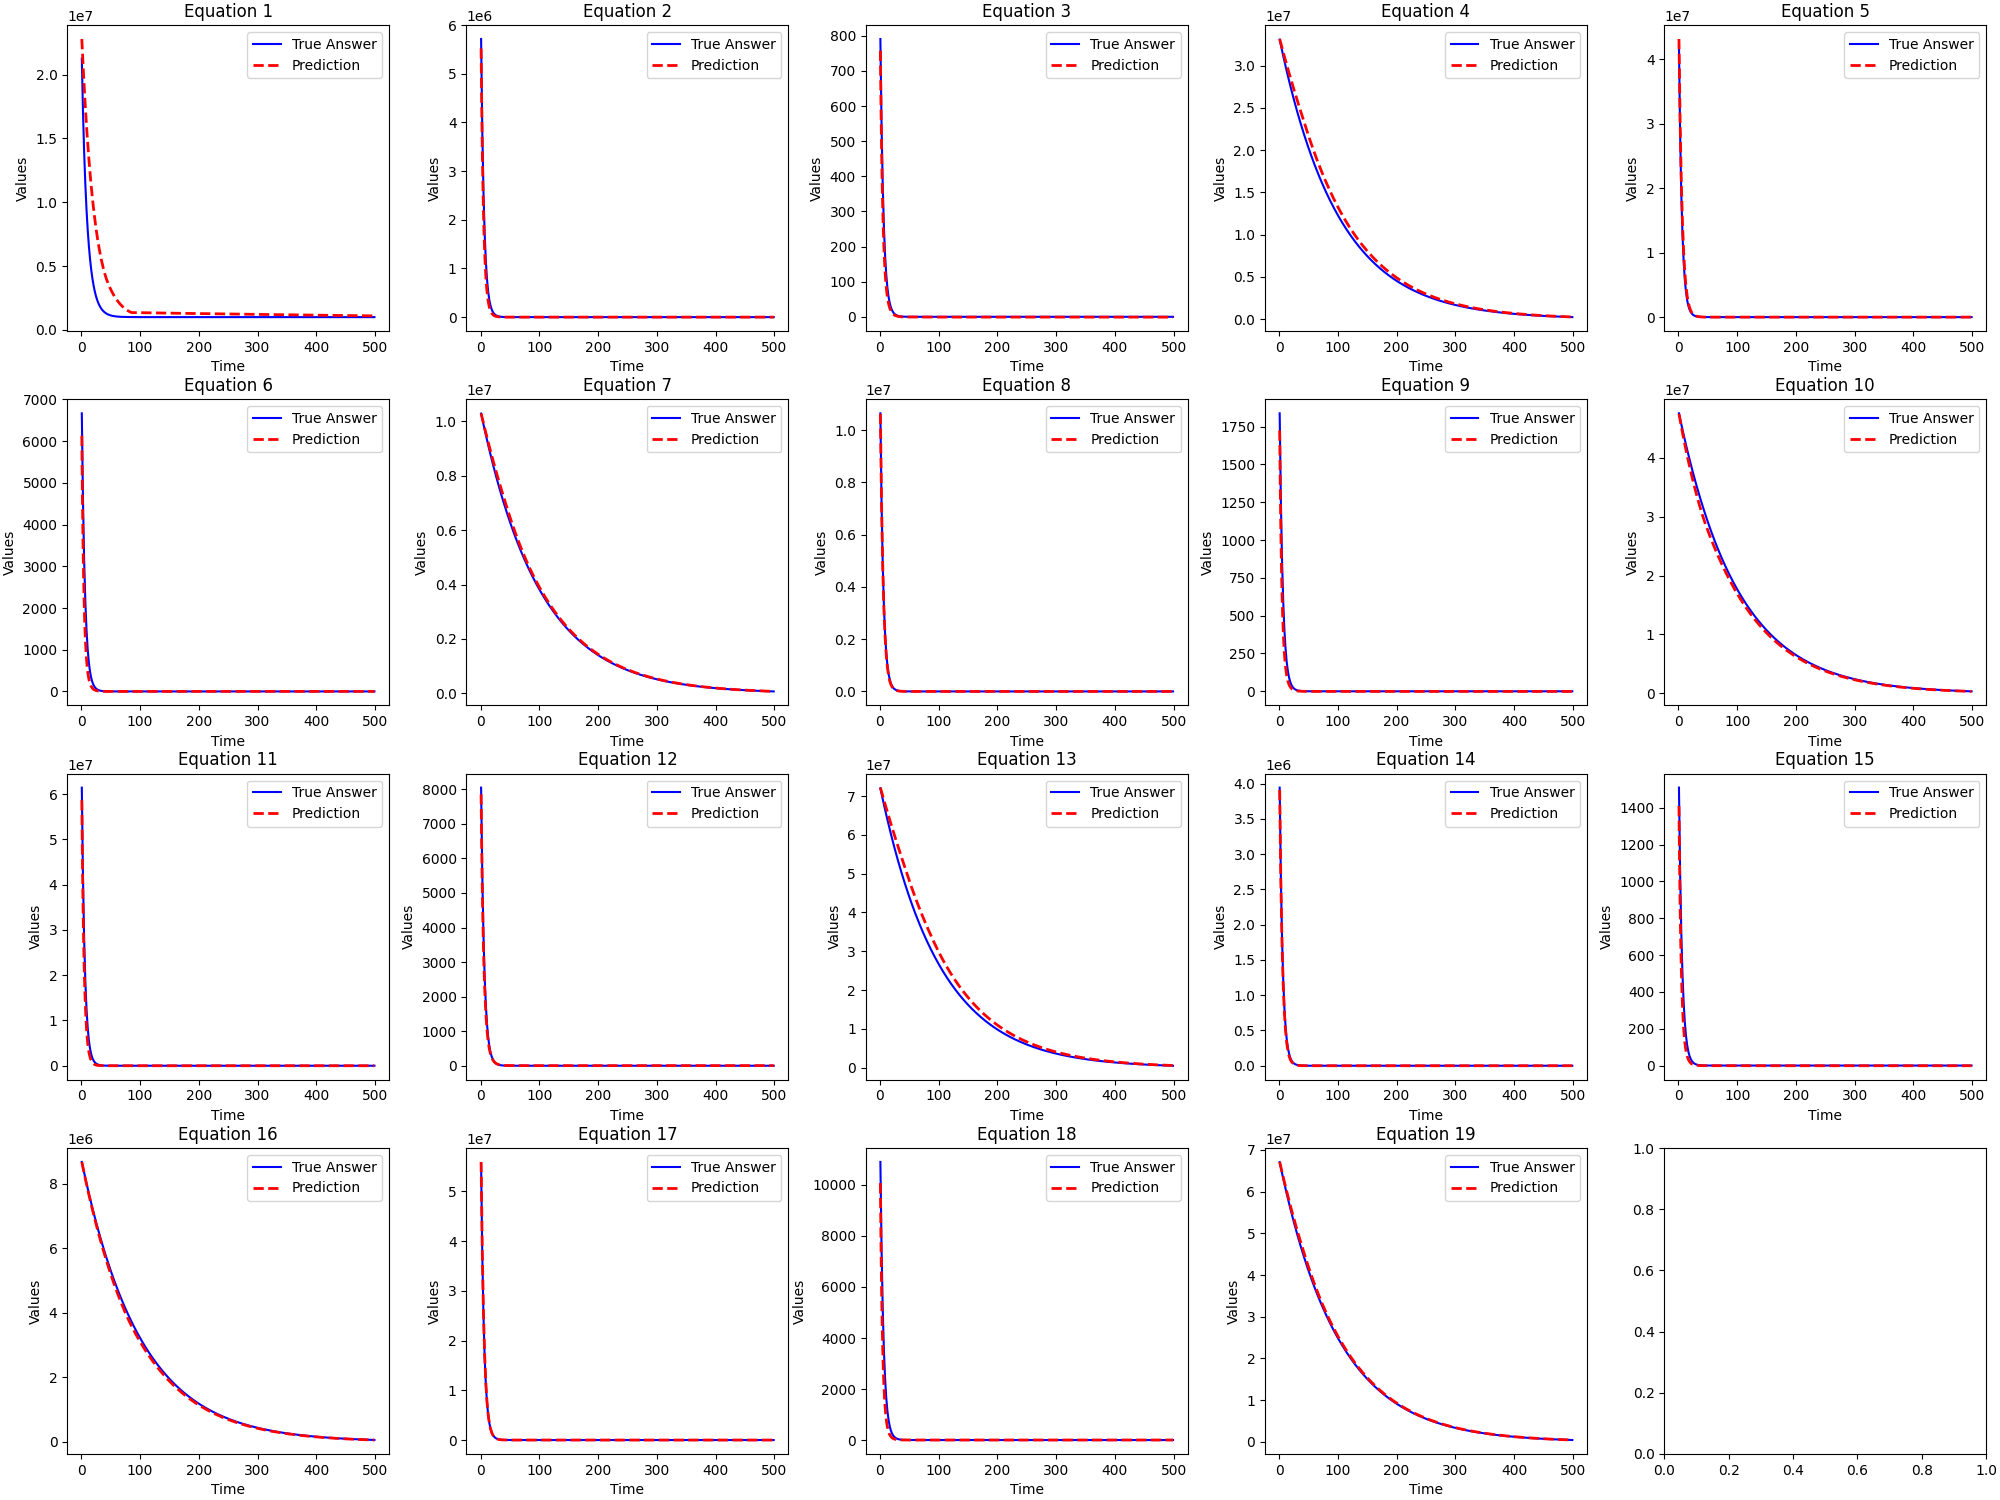 Equation 1
1e7
True Answer
Prediction
Values
2.0
1.5
1.0
0.5
0.0
0 100 200 300 400 500
Time
Equation 2
1e6
True Answer
Prediction
Values
6
5
4
3
2
1
0
0 100 200 300 400 500
Time
Equation 3
True Answer
Prediction
Values
800
700
600
500
400
300
200
100
0
0 100 200 300 400 500
Time
Equation 4
1e7
True Answer
Prediction
Values
3.0
2.5
2.0
1.5
1.0
0.5
0.0
0 100 200 300 400 500
Time
Equation 5
1e7
True Answer
Prediction
Values
4
3
2
1
0
0 100 200 300 400 500
Time
Equation 6
True Answer
Prediction
Values
7000
6000
5000
4000
3000
2000
1000
0
0 100 200 300 400 500
Time
Equation 7
1e7
True Answer
Prediction
Values
1.0
0.8
0.6
0.4
0.2
0.0
0 100 200 300 400 500
Time
Equation 8
1e7
True Answer
Prediction
Values
1.0
0.8
0.6
0.4
0.2
0.0
0 100 200 300 400 500
Time
Equation 9
True Answer
Prediction
Values
1750
1500
1250
1000
750
500
250
0
0 100 200 300 400 500
Time
Equation 10
1e7
True Answer
Prediction
Values
4
3
2
1
0
0 100 200 300 400 500
Time
Equation 11
1e7
True Answer
Prediction
Values
6
5
4
3
2
1
0
0 100 200 300 400 500
Time
Equation 12
True Answer
Prediction
Values
8000
7000
6000
5000
4000
3000
2000
1000
0
0 100 200 300 400 500
Time
Equation 13
1e7
True Answer
Prediction
Values
7
6
5
4
3
2
1
0
0 100 200 300 400 500
Time
Equation 14
1e6
True Answer
Prediction
Values
4.0
3.5
3.0
2.5
2.0
1.5
1.0
0.5
0.0
0 100 200 300 400 500
Time
Equation 15
True Answer
Prediction
Values
1400
1200
1000
800
600
400
200
0
0 100 200 300 400 500
Time
Equation 16
1e6
True Answer
Prediction
Values
8
6
4
2
0
0 100 200 300 400 500
Time
Equation 17
1e7
True Answer
Prediction
Values
5
4
3
2
1
0
0 100 200 300 400 500
Time
Equation 18
True Answer
Prediction
Values
10000
8000
6000
4000
2000
0
0 100 200 300 400 500
Time
Equation 19
1e7
True Answer
Prediction
Values
7
6
5
4
3
2
1
0
0 100 200 300 400 500
Time
1.0
0.8
0.6
0.4
0.2
0.0
0.0 0.2 0.4 0.6 0.8 1.0